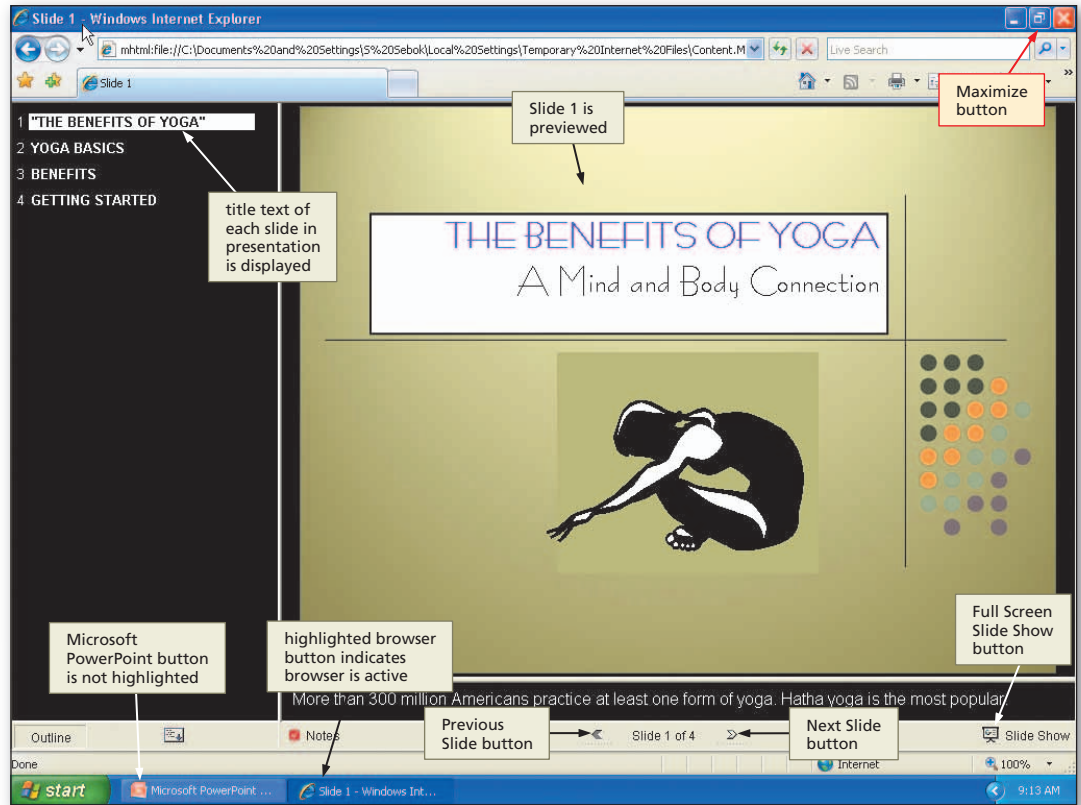 Slide 1 - Windows Internet Explorer
mhtml:file://C:\Documents%20and%20Settings\S%20Sebok\Local%20Settings\Temporary%20Internet%20Files\Content.M
Live Search
Slide 1
Maximize
button
Slide 1 is
previewed
1 "THE BENEFITS OF YOGA"
2 YOGA BASICS
3 BENEFITS
4 GETTING STARTED
title text of
each slide in
presentation
is displayed
THE BENEFITS OF YOGA
A Mind and Body Connection
Microsoft
PowerPoint button
is not highlighted
highlighted browser
button indicates
browser is active
Full Screen
Slide Show
button
More than 300 million Americans practice at least one form of yoga. Hatha yoga is the most popular.
Previous
Slide button
Next Slide
button
Outline
Notes
Slide 1 of 4
Slide Show
Done
Internet
100%
start
Microsoft PowerPoint ...
Slide 1 - Windows Int...
9:13 AM